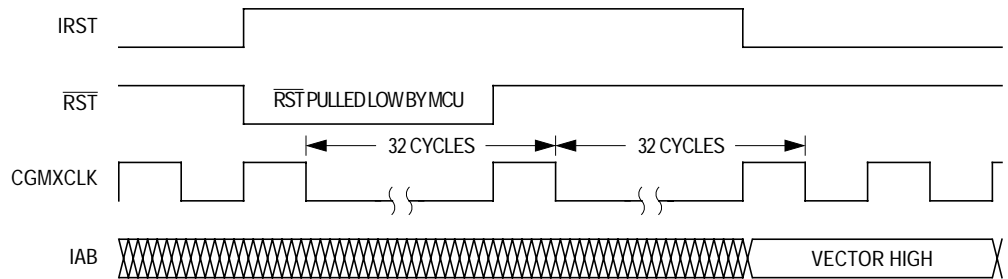 IRST
RST
RST PULLED LOW BY MCU
32 CYCLES
32 CYCLES
CGMXCLK
IAB
VECTOR HIGH